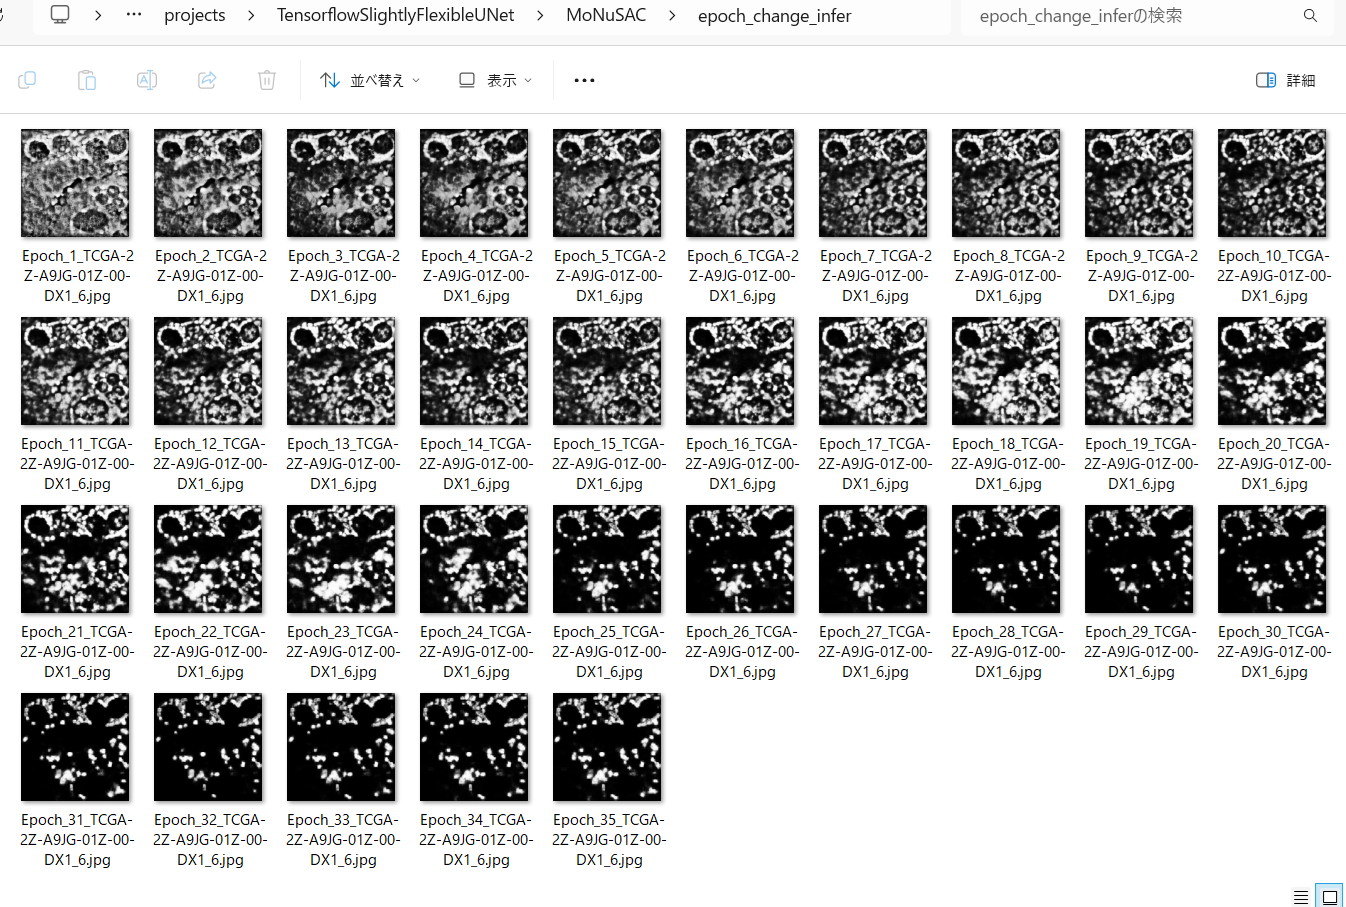 projects > TensorflowSlightlyFlexibleUNet > MoNuSAC > epoch_change_infer
epoch_change_inferの検索
並べ替え
表示
詳細
Epoch_1_TCGA-2
Z-A9JG-01Z-00-
DX1_6.jpg
Epoch_2_TCGA-2
Z-A9JG-01Z-00-
DX1_6.jpg
Epoch_3_TCGA-2
Z-A9JG-01Z-00-
DX1_6.jpg
Epoch_4_TCGA-2
Z-A9JG-01Z-00-
DX1_6.jpg
Epoch_5_TCGA-2
Z-A9JG-01Z-00-
DX1_6.jpg
Epoch_6_TCGA-2
Z-A9JG-01Z-00-
DX1_6.jpg
Epoch_7_TCGA-2
Z-A9JG-01Z-00-
DX1_6.jpg
Epoch_8_TCGA-2
Z-A9JG-01Z-00-
DX1_6.jpg
Epoch_9_TCGA-2
Z-A9JG-01Z-00-
DX1_6.jpg
Epoch_10_TCGA-
2Z-A9JG-01Z-00-
DX1_6.jpg
Epoch_11_TCGA-
2Z-A9JG-01Z-00-
DX1_6.jpg
Epoch_12_TCGA-
2Z-A9JG-01Z-00-
DX1_6.jpg
Epoch_13_TCGA-
2Z-A9JG-01Z-00-
DX1_6.jpg
Epoch_14_TCGA-
2Z-A9JG-01Z-00-
DX1_6.jpg
Epoch_15_TCGA-
2Z-A9JG-01Z-00-
DX1_6.jpg
Epoch_16_TCGA-
2Z-A9JG-01Z-00-
DX1_6.jpg
Epoch_17_TCGA-
2Z-A9JG-01Z-00-
DX1_6.jpg
Epoch_18_TCGA-
2Z-A9JG-01Z-00-
DX1_6.jpg
Epoch_19_TCGA-
2Z-A9JG-01Z-00-
DX1_6.jpg
Epoch_20_TCGA-
2Z-A9JG-01Z-00-
DX1_6.jpg
Epoch_21_TCGA-
2Z-A9JG-01Z-00-
DX1_6.jpg
Epoch_22_TCGA-
2Z-A9JG-01Z-00-
DX1_6.jpg
Epoch_23_TCGA-
2Z-A9JG-01Z-00-
DX1_6.jpg
Epoch_24_TCGA-
2Z-A9JG-01Z-00-
DX1_6.jpg
Epoch_25_TCGA-
2Z-A9JG-01Z-00-
DX1_6.jpg
Epoch_26_TCGA-
2Z-A9JG-01Z-00-
DX1_6.jpg
Epoch_27_TCGA-
2Z-A9JG-01Z-00-
DX1_6.jpg
Epoch_28_TCGA-
2Z-A9JG-01Z-00-
DX1_6.jpg
Epoch_29_TCGA-
2Z-A9JG-01Z-00-
DX1_6.jpg
Epoch_30_TCGA-
2Z-A9JG-01Z-00-
DX1_6.jpg
Epoch_31_TCGA-
2Z-A9JG-01Z-00-
DX1_6.jpg
Epoch_32_TCGA-
2Z-A9JG-01Z-00-
DX1_6.jpg
Epoch_33_TCGA-
2Z-A9JG-01Z-00-
DX1_6.jpg
Epoch_34_TCGA-
2Z-A9JG-01Z-00-
DX1_6.jpg
Epoch_35_TCGA-
2Z-A9JG-01Z-00-
DX1_6.jpg